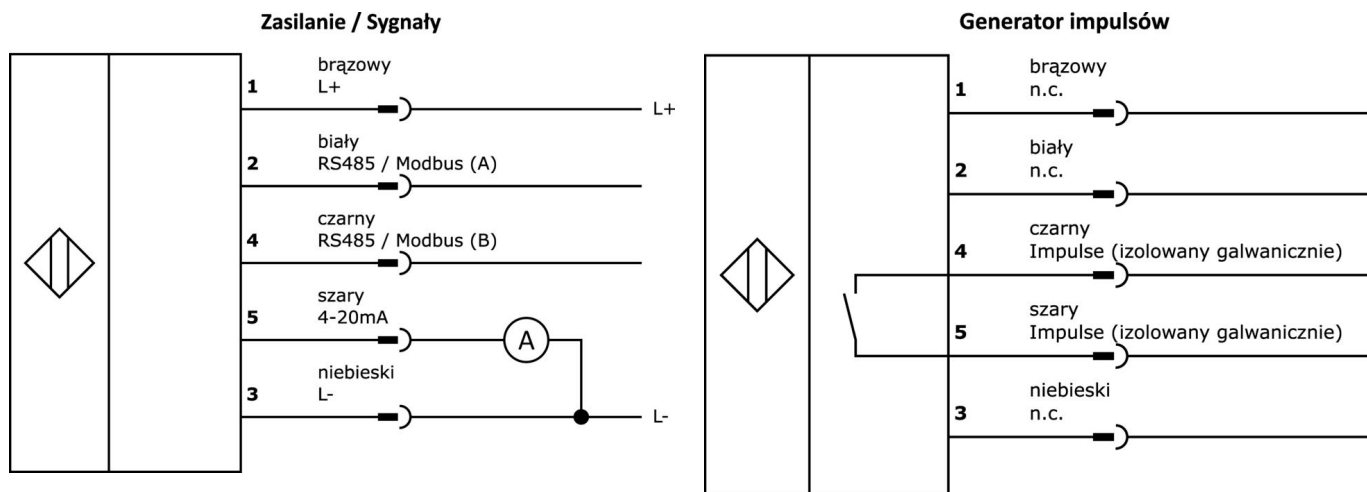 Zasilanie / Sygnały
brązowy
1
L+
L+
biały
2
RS485 / Modbus (A)
czarny
4
RS485 / Modbus (B)
szary
5
4-20mA
A
niebieski
3
L-
L-
Generator impulsów
brązowy
1
n.c.
biały
2
n.c.
czarny
4
Impulse (izolowany galwanicznie)
szary
5
Impulse (izolowany galwanicznie)
niebieski
3
n.c.